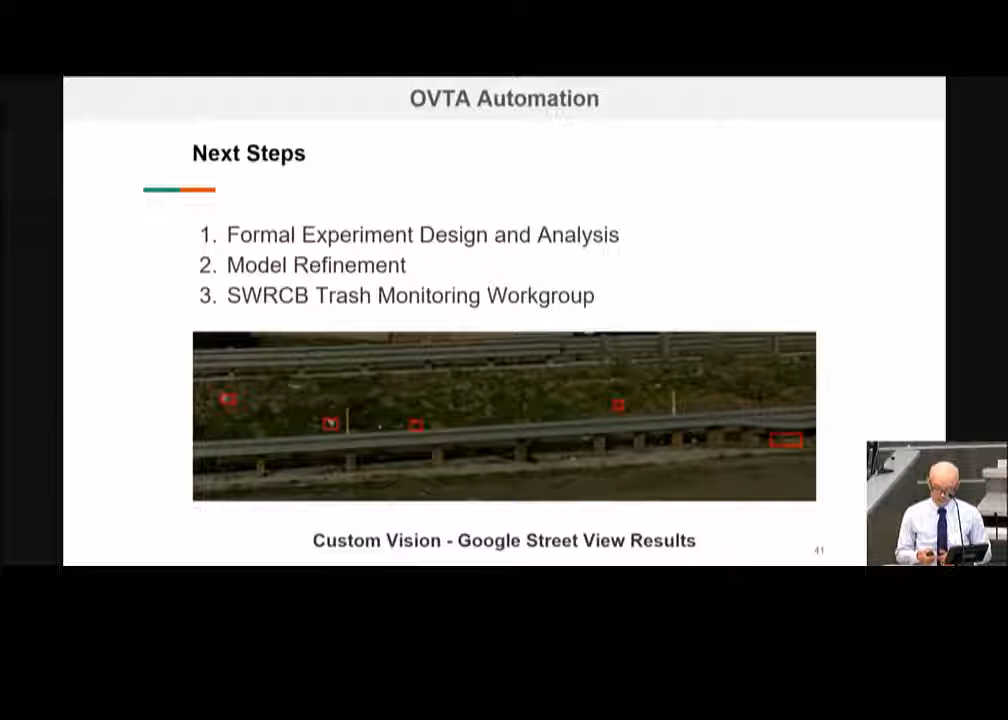 OVTA Automation
Next Steps
1. Formal Experiment Design and Analysis
2. Model Refinement
3. SWRCB Trash Monitoring Workgroup
Custom Vision - Google Street View Results
41